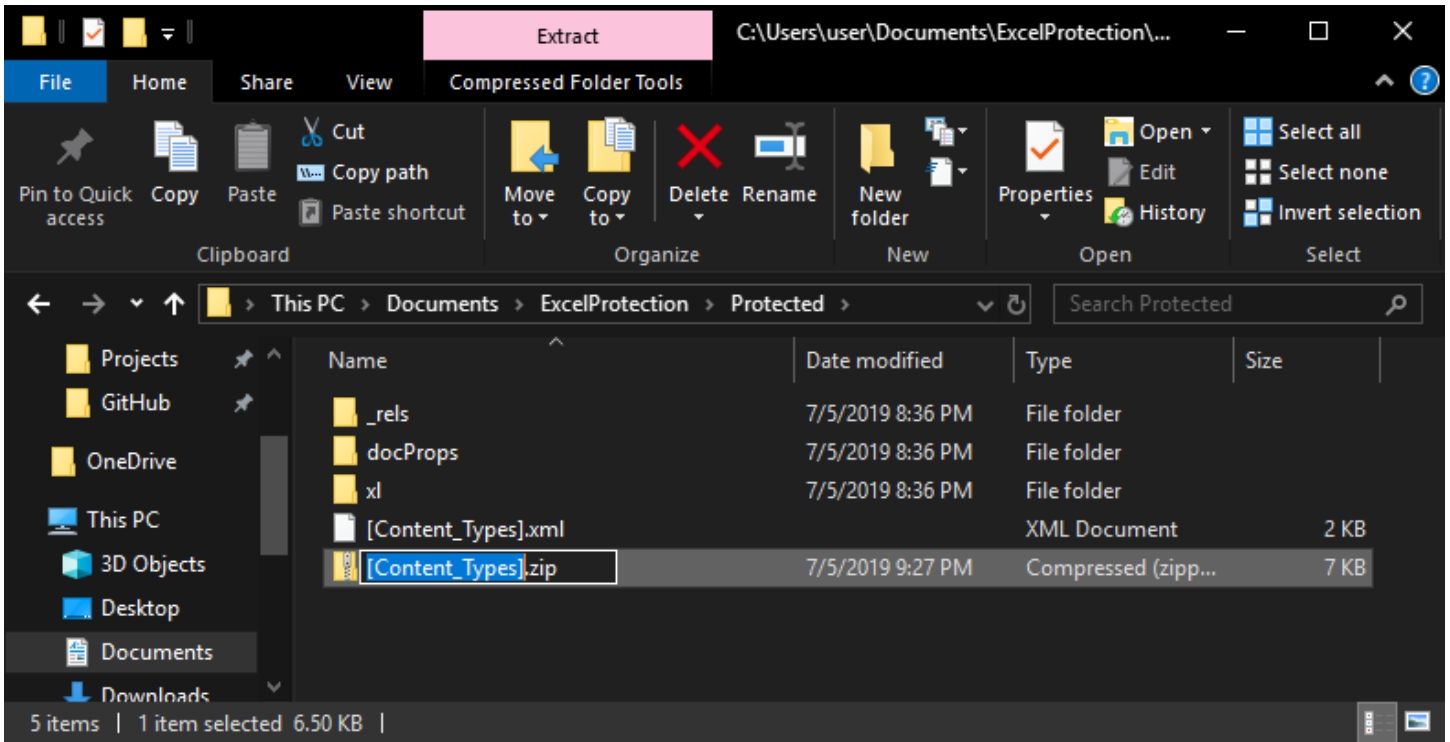 Extract
C:\Users\user\Documents\ExcelProtection\...
File
Home
Share
View
Compressed Folder Tools
Pin to Quick access
Copy
Paste
Cut
Copy path
Paste shortcut
Clipboard
Move to
Copy to
Delete
Rename
Organize
New folder
New
Properties
Open
Edit
History
Open
Select all
Select none
Invert selection
Select
This PC > Documents > ExcelProtection > Protected >
Search Protected
Projects
GitHub
OneDrive
This PC
3D Objects
Desktop
Documents
Downloads
Name Date modified Type Size
_rels 7/5/2019 8:36 PM File folder
docProps 7/5/2019 8:36 PM File folder
xl 7/5/2019 8:36 PM File folder
[Content_Types].xml XML Document 2 KB
[Content_Types].zip 7/5/2019 9:27 PM Compressed (zipp... 7 KB
5 items | 1 item selected 6.50 KB |